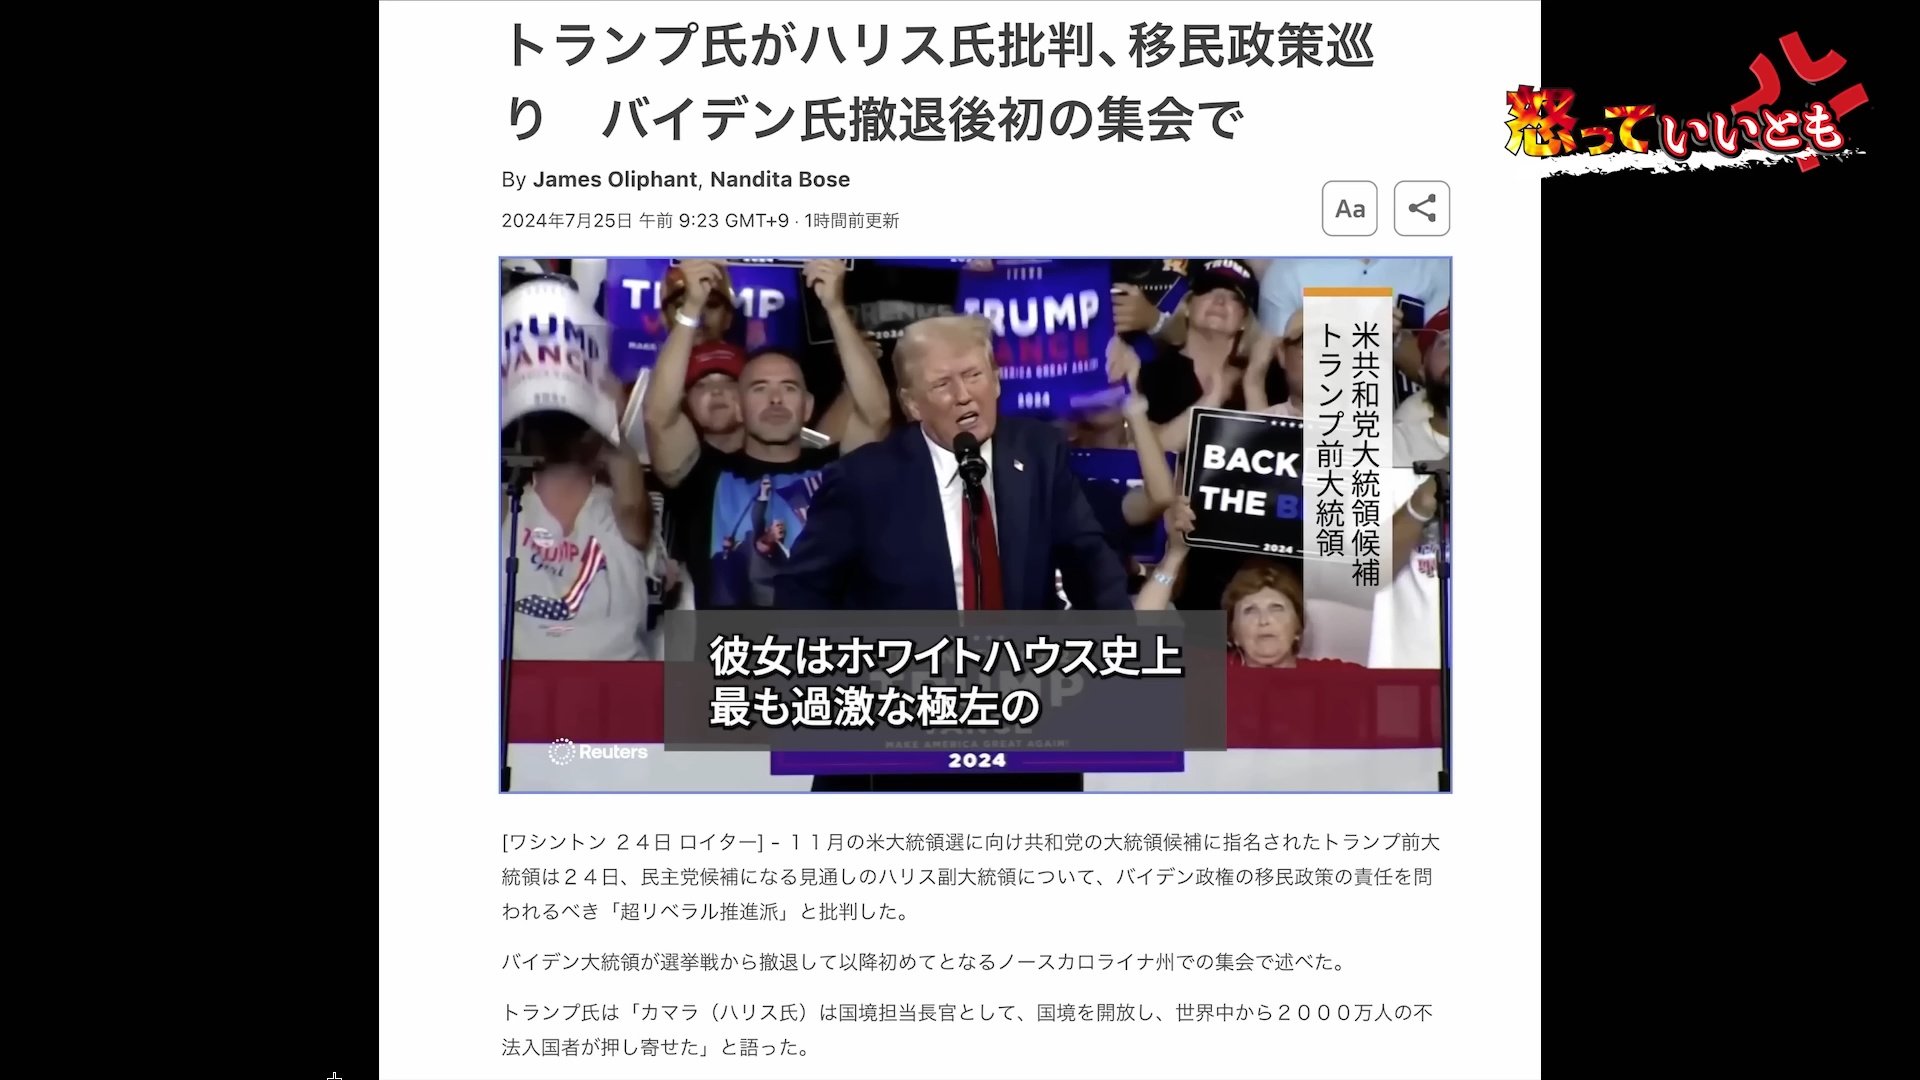 トランプ氏がハリス氏批判、移民政策巡
り　バイデン氏撤退後初の集会で
怒っていいとも
By James Oliphant, Nandita Bose
2024年7月25日 午前 9:23 GMT+9 · 1時間前更新
Aa
TRUMP
TRUMP
TRUMP
VANCE
2024
BACK
THE
2024
米共和党大統領候補
トランプ前大統領
彼女はホワイトハウス史上
最も過激な極左の
MAKE AMERICA GREAT AGAIN!
2024
Reuters
[ワシントン ２４日 ロイター] - １１月の米大統領選に向け共和党の大統領候補に指名されたトランプ前大
統領は２４日、民主党候補になる見通しのハリス副大統領について、バイデン政権の移民政策の責任を問
われるべき「超リベラル推進派」と批判した。
バイデン大統領が選挙戦から撤退して以降初めてとなるノースカロライナ州での集会で述べた。
トランプ氏は「カマラ（ハリス氏）は国境担当長官として、国境を開放し、世界中から２０００万人の不
法入国者が押し寄せた」と語った。